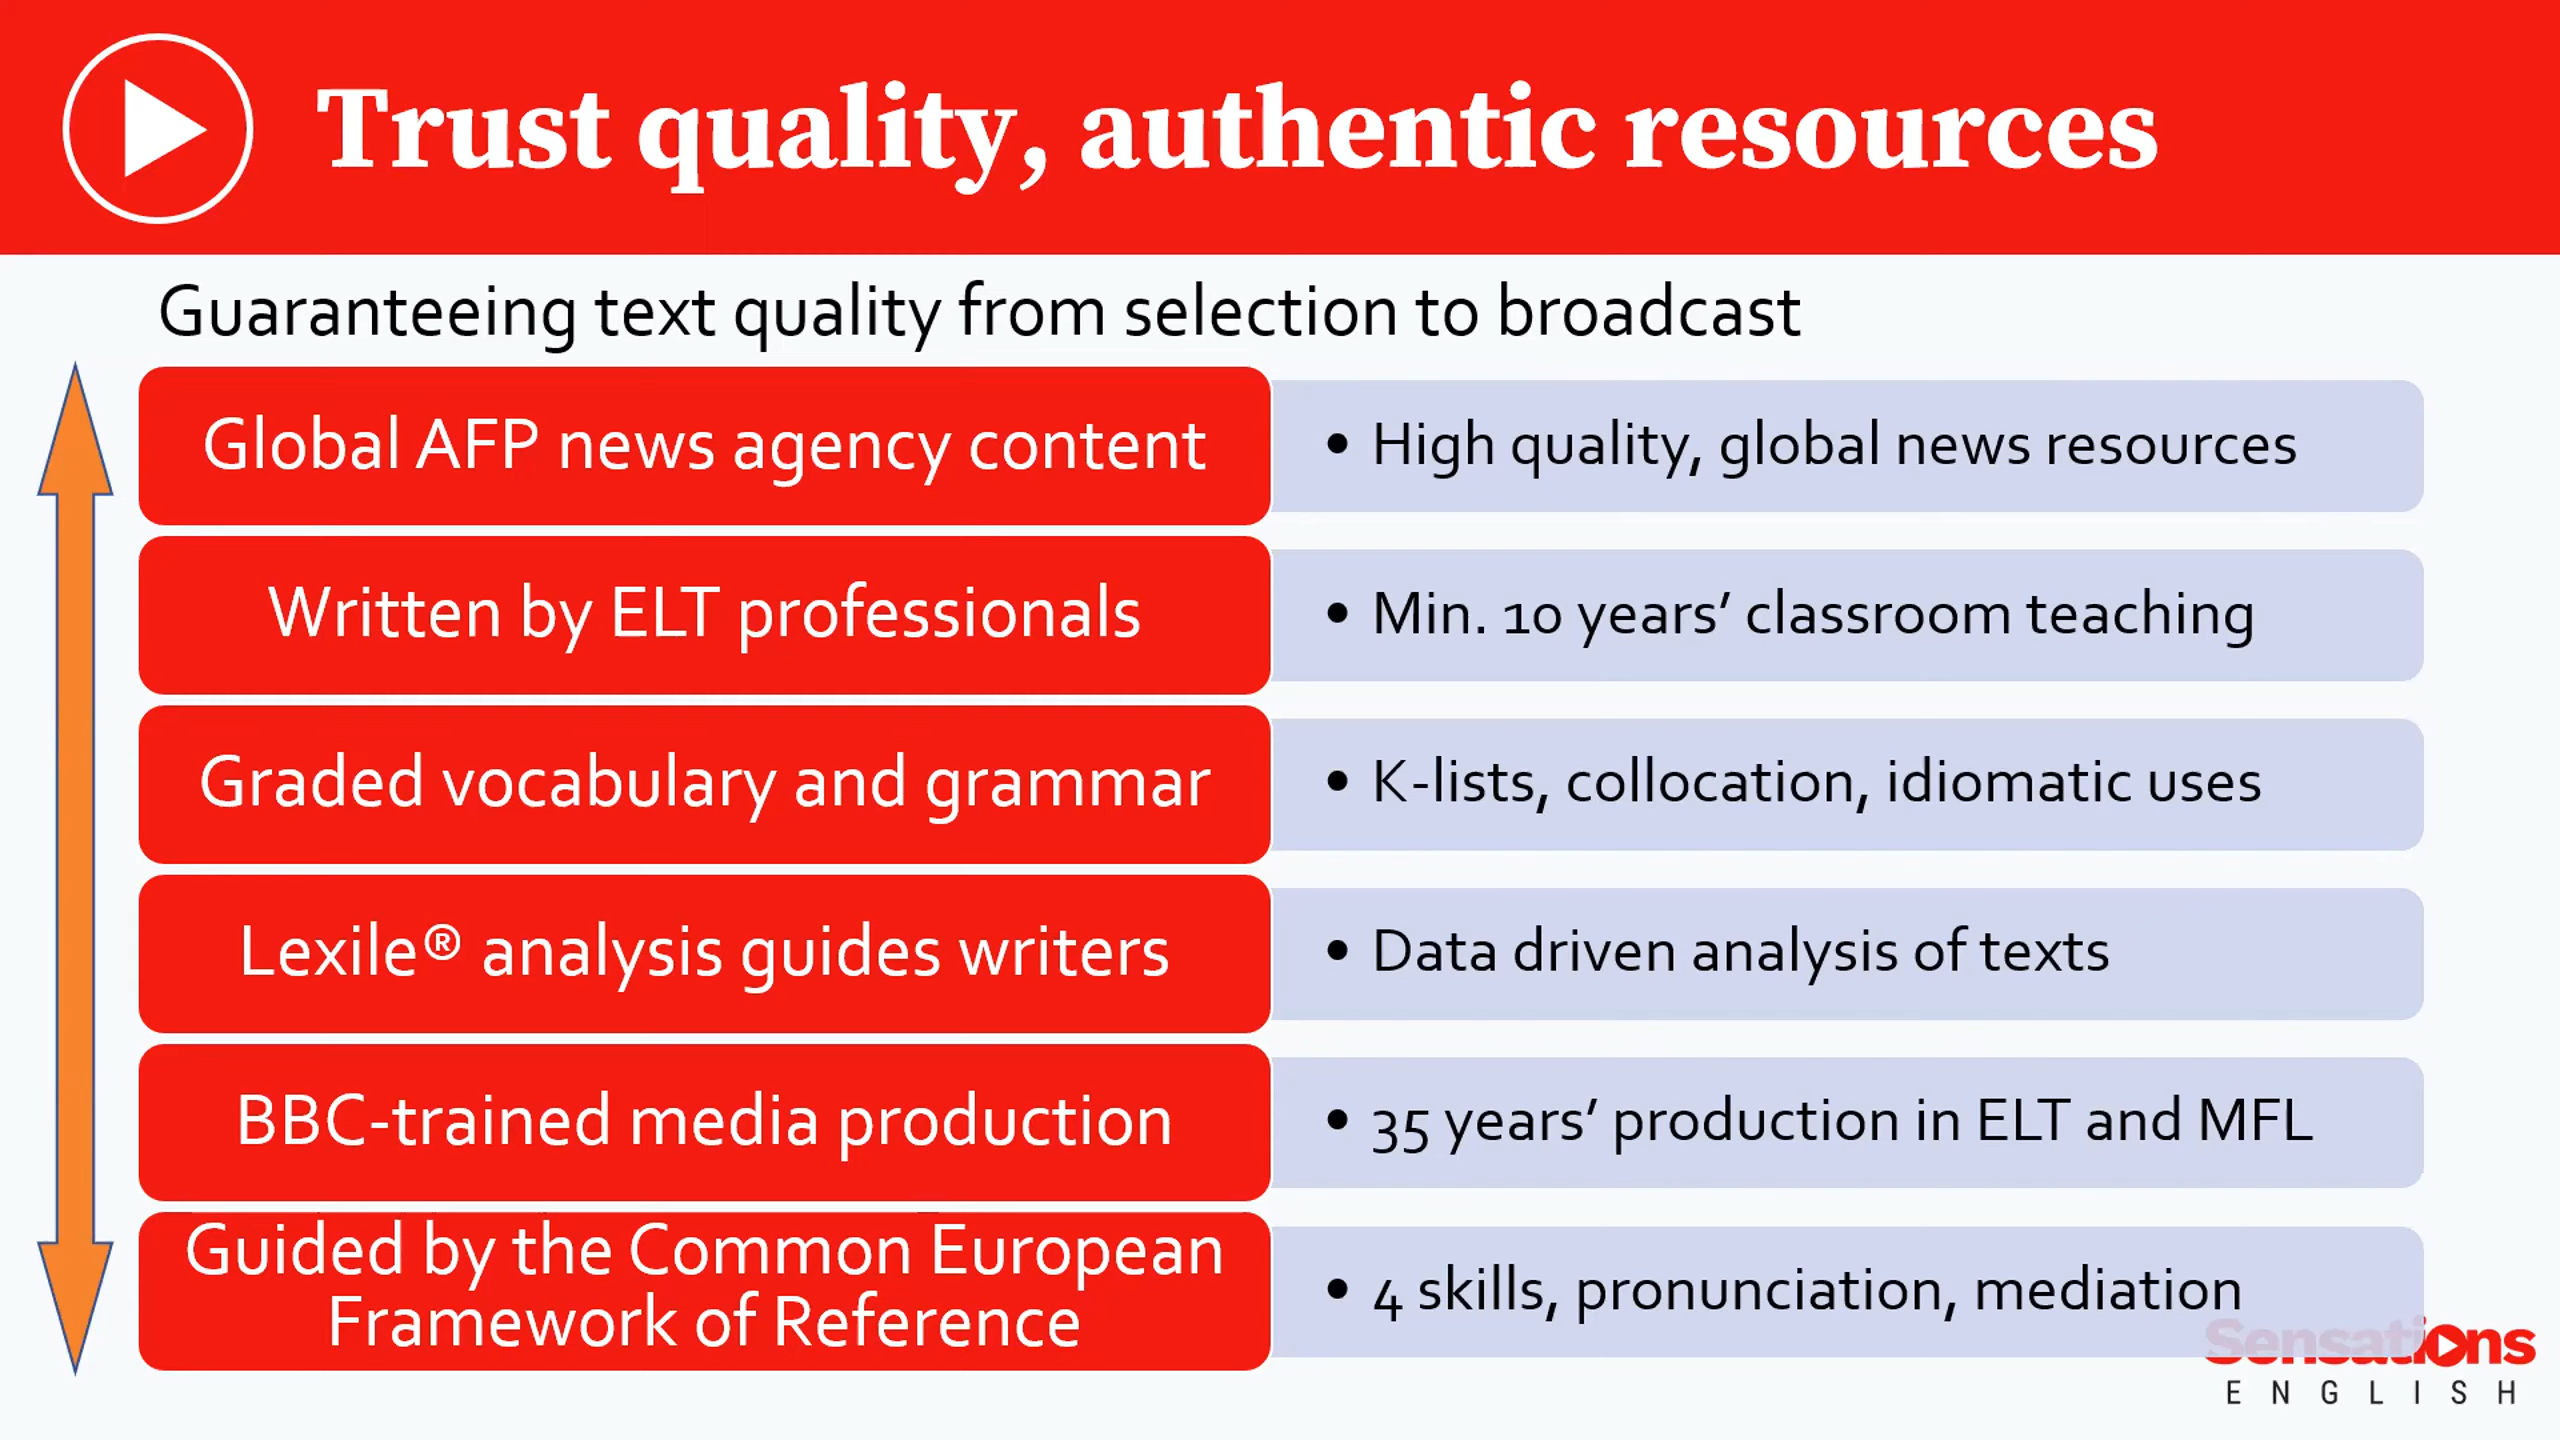 Trust quality, authentic resources
Guaranteeing text quality from selection to broadcast
Global AFP news agency content
• High quality, global news resources
Written by ELT professionals
• Min. 10 years’ classroom teaching
Graded vocabulary and grammar
• K-lists, collocation, idiomatic uses
Lexile® analysis guides writers
• Data driven analysis of texts
BBC-trained media production
• 35 years’ production in ELT and MFL
Guided by the Common European
Framework of Reference
• 4 skills, pronunciation, mediation
Sensations
ENGLISH